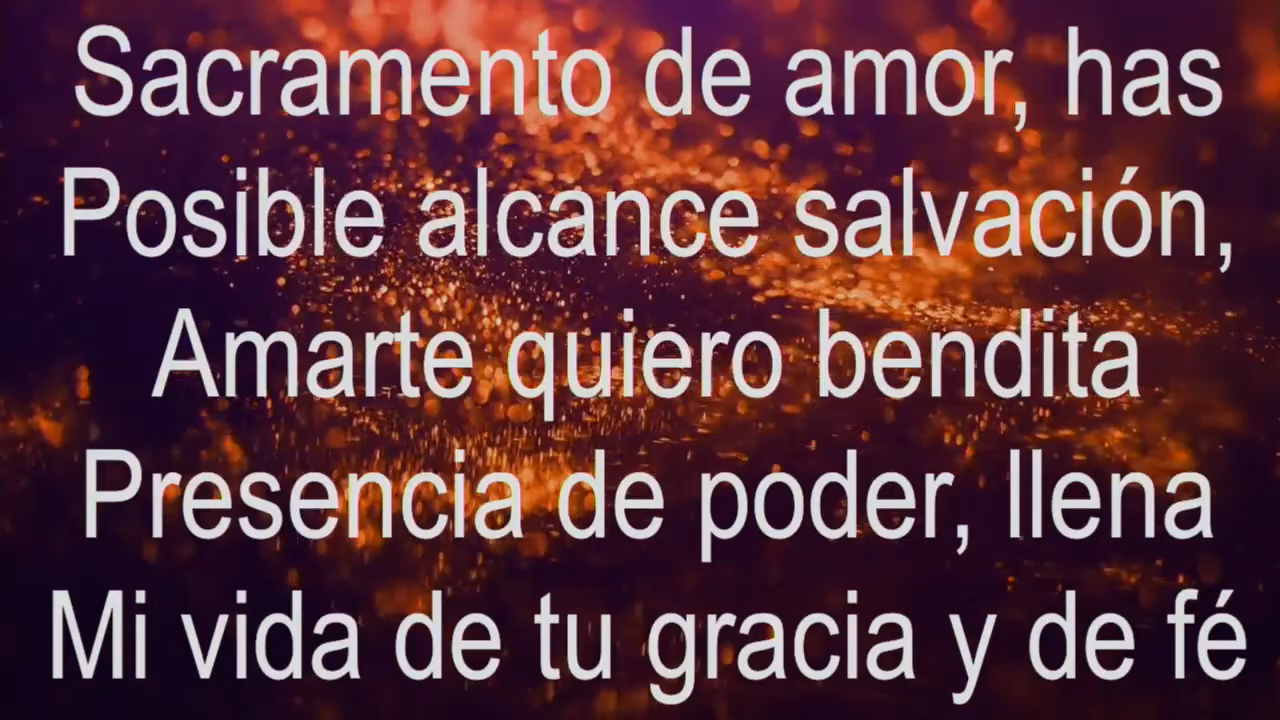 Sacramento de amor, has
Posible alcance salvación,
Amarte quiero bendita
Presencia de poder, llena
Mi vida de tu gracia y de fé